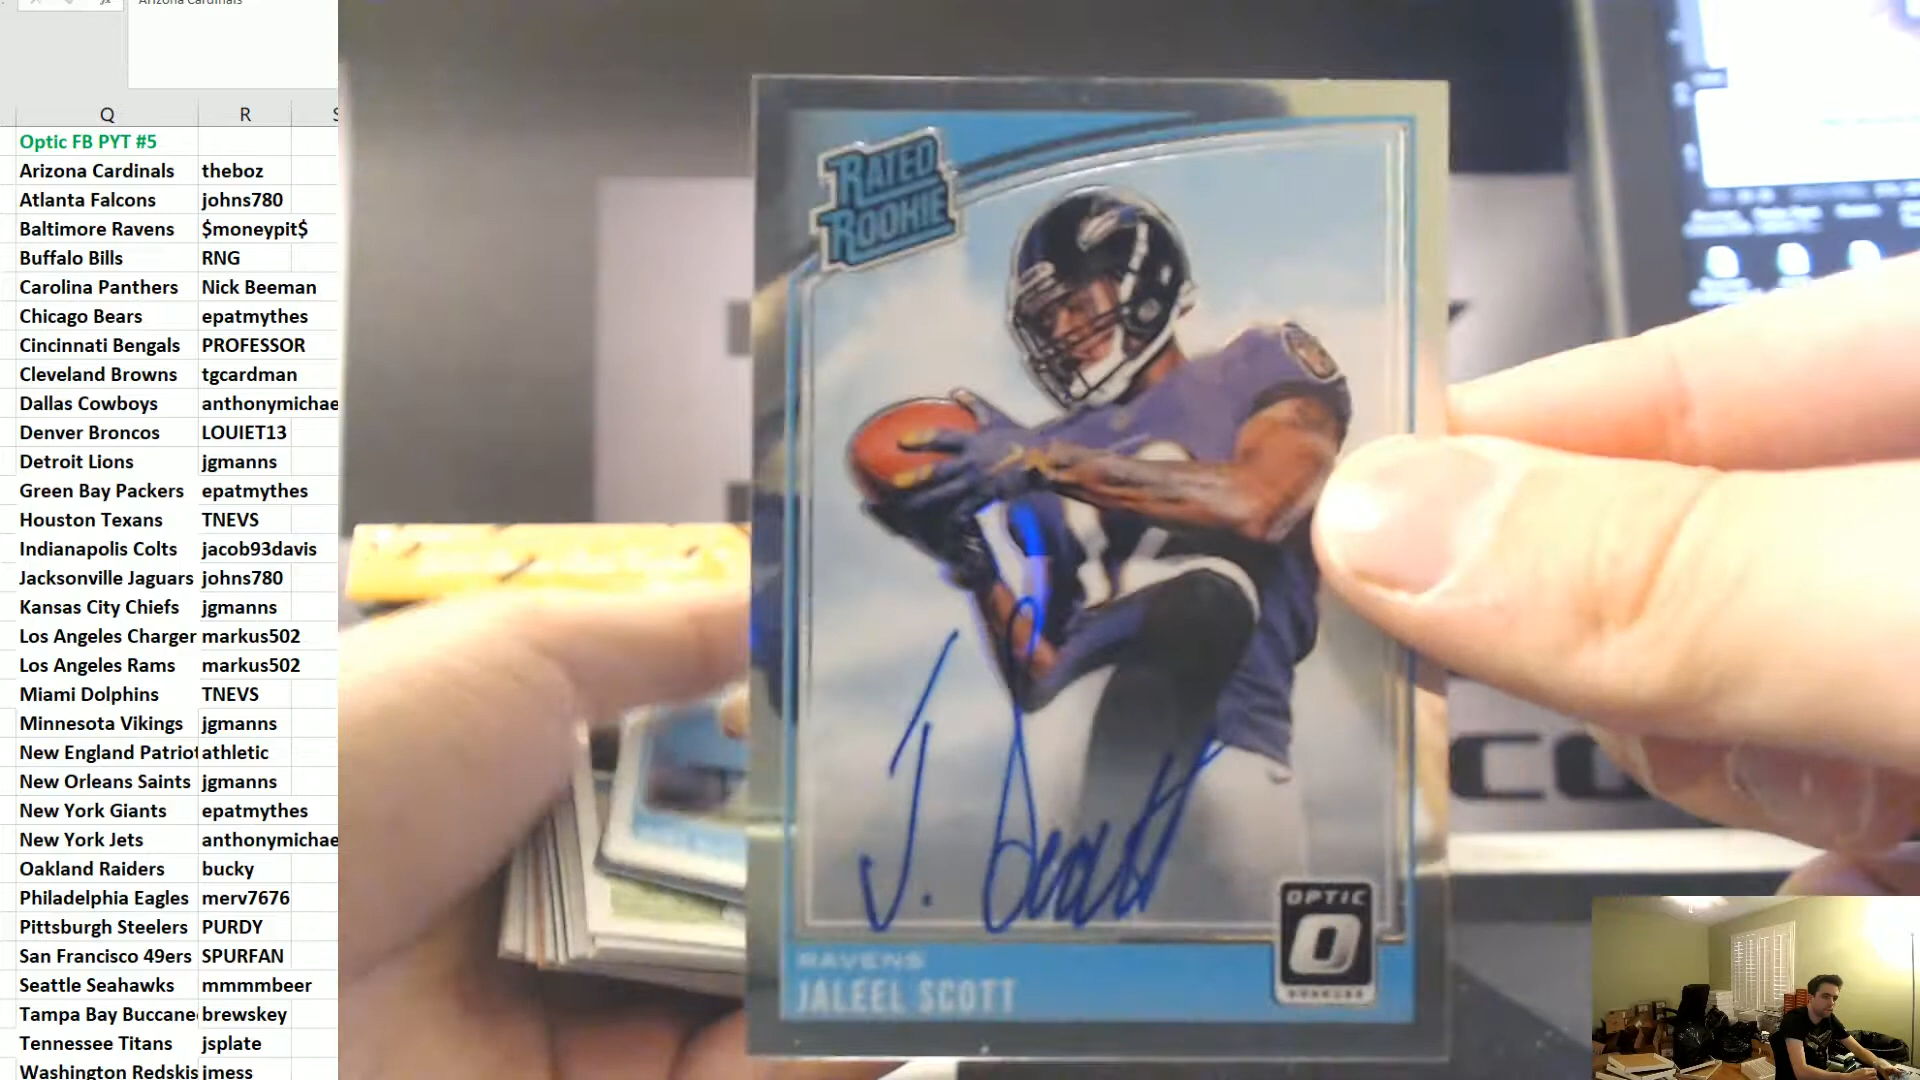 Arizona Cardinals
Q R
Optic FB PYT #5
Arizona Cardinals theboz
Atlanta Falcons johns780
Baltimore Ravens $moneypit$
Buffalo Bills RNG
Carolina Panthers Nick Beeman
Chicago Bears epatmythes
Cincinnati Bengals PROFESSOR
Cleveland Browns tgcardman
Dallas Cowboys anthonymichae
Denver Broncos LOUIET13
Detroit Lions jgmanns
Green Bay Packers epatmythes
Houston Texans TNEVS
Indianapolis Colts jacob93davis
Jacksonville Jaguars johns780
Kansas City Chiefs jgmanns
Los Angeles Charger markus502
Los Angeles Rams markus502
Miami Dolphins TNEVS
Minnesota Vikings jgmanns
New England Patriot athletic
New Orleans Saints jgmanns
New York Giants epatmythes
New York Jets anthonymichae
Oakland Raiders bucky
Philadelphia Eagles merv7676
Pittsburgh Steelers PURDY
San Francisco 49ers SPURFAN
Seattle Seahawks mmmmbeer
Tampa Bay Buccane brewskey
Tennessee Titans jsplate
Washington Redskis jmess
RATED
ROOKIE
J. Scott
OPTIC
RAVENS
JALEEL SCOTT
DONRUSS